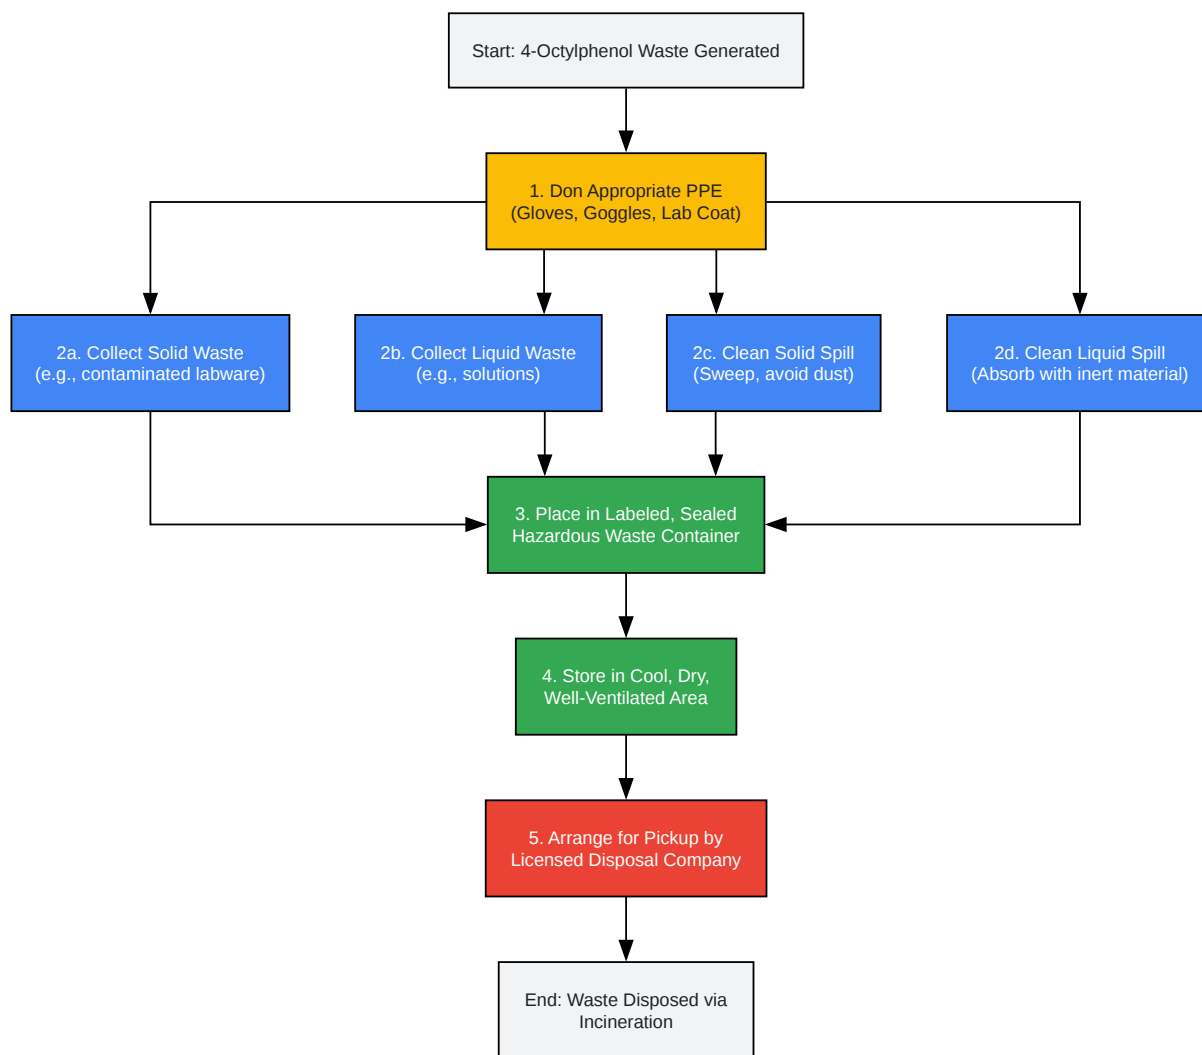 Start: 4-Octylphenol Waste Generated
1. Don Appropriate PPE
(Gloves, Goggles, Lab Coat)
2a. Collect Solid Waste
(e.g., contaminated labware)
2b. Collect Liquid Waste
(e.g., solutions)
2c. Clean Solid Spill
(Sweep, avoid dust)
2d. Clean Liquid Spill
(Absorb with inert material)
3. Place in Labeled, Sealed
Hazardous Waste Container
4. Store in Cool, Dry,
Well-Ventilated Area
5. Arrange for Pickup by
Licensed Disposal Company
End: Waste Disposed via
Incineration